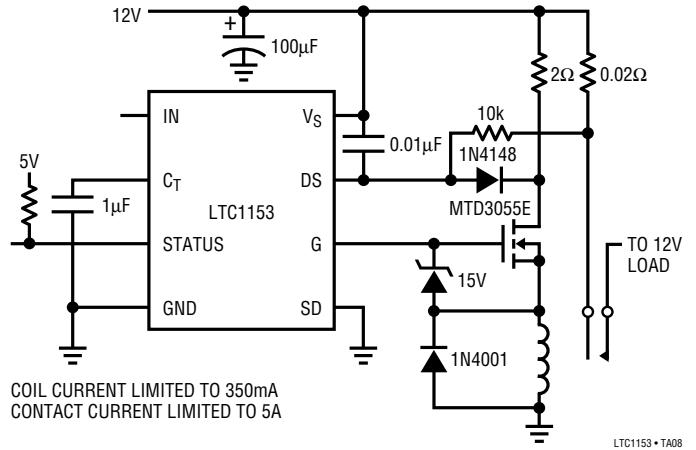 12V
+
100µF
2Ω
0.02Ω
IN
VS
10k
0.01µF
1N4148
5V
CT
1µF
DS
LTC1153
MTD3055E
STATUS
G
TO 12V
LOAD
15V
GND
SD
1N4001
COIL CURRENT LIMITED TO 350mA
CONTACT CURRENT LIMITED TO 5A
LTC1153 • TA08